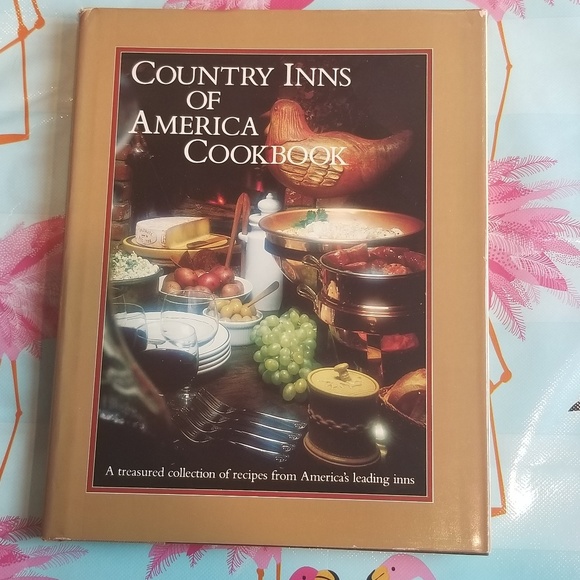 COUNTRY INNS
OF
AMERICA
COOKBOOK
A treasured collection of recipes from America's leading inns